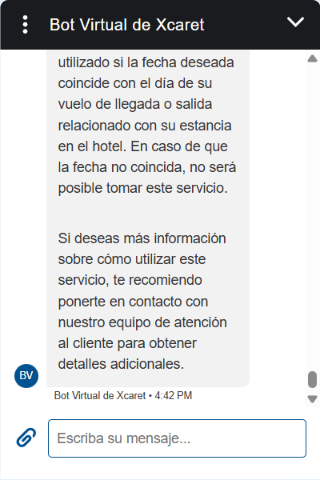 Bot Virtual de Xcaret
utilizado si la fecha deseada
coincide con el día de su
vuelo de llegada o salida
relacionado con su estancia
en el hotel. En caso de que
la fecha no coincida, no será
posible tomar este servicio.
Si deseas más información
sobre cómo utilizar este
servicio, te recomiendo
ponerte en contacto con
nuestro equipo de atención
al cliente para obtener
detalles adicionales.
BV
Bot Virtual de Xcaret • 4:42 PM
Escriba su mensaje...